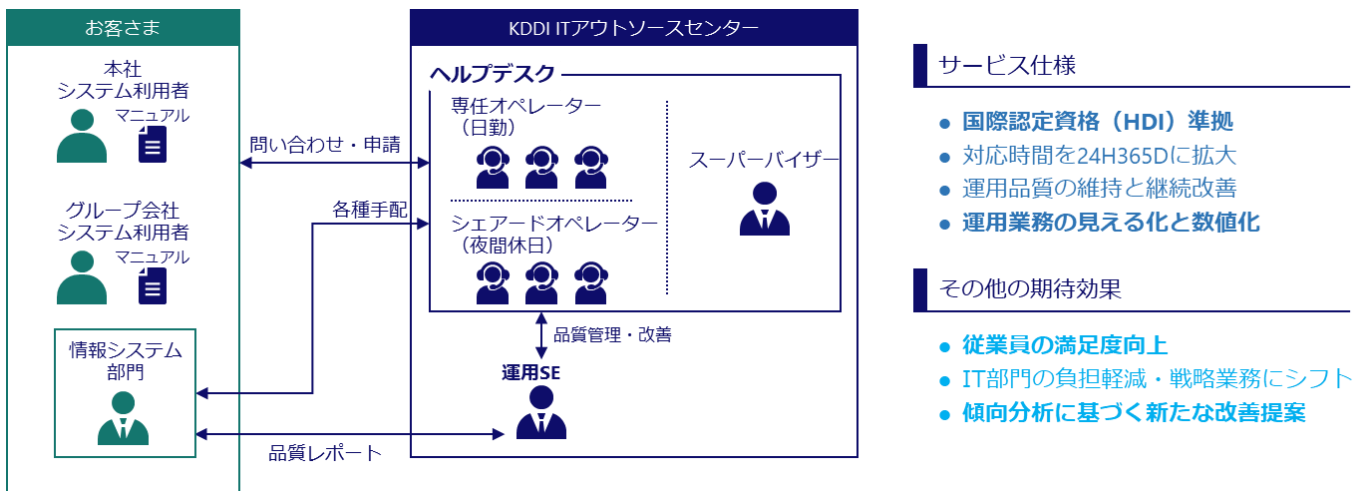 お客さま
本社
システム利用者
マニュアル
グループ会社
システム利用者
マニュアル
情報システム
部門
問い合わせ・申請
各種手配
品質レポート
KDDI ITアウトソースセンター
ヘルプデスク
専任オペレーター
（日勤）
シェアードオペレーター
（夜間休日）
スーパーバイザー
品質管理・改善
運用SE
サービス仕様
● 国際認定資格（HDI）準拠
● 対応時間を24H365Dに拡大
● 運用品質の維持と継続改善
● 運用業務の見える化と数値化
その他の期待効果
● 従業員の満足度向上
● IT部門の負担軽減・戦略業務にシフト
● 傾向分析に基づく新たな改善提案